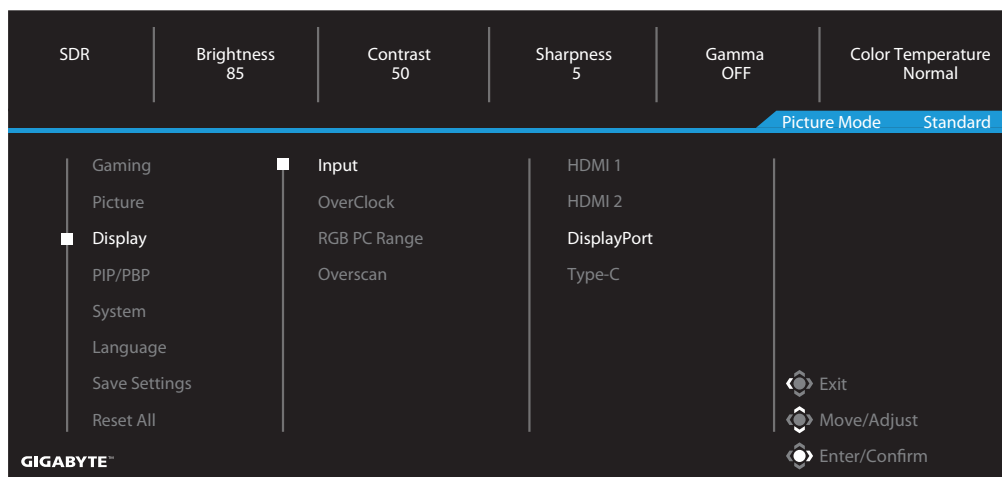 SDR
Brightness
85
Contrast
50
Sharpness
5
Gamma
OFF
Color Temperature
Normal
Picture Mode Standard
Gaming
Picture
Display
PIP/PBP
System
Language
Save Settings
Reset All
Input
OverClock
RGB PC Range
Overscan
HDMI 1
HDMI 2
DisplayPort
Type-C
Exit
Move/Adjust
Enter/Confirm
GIGABYTE™